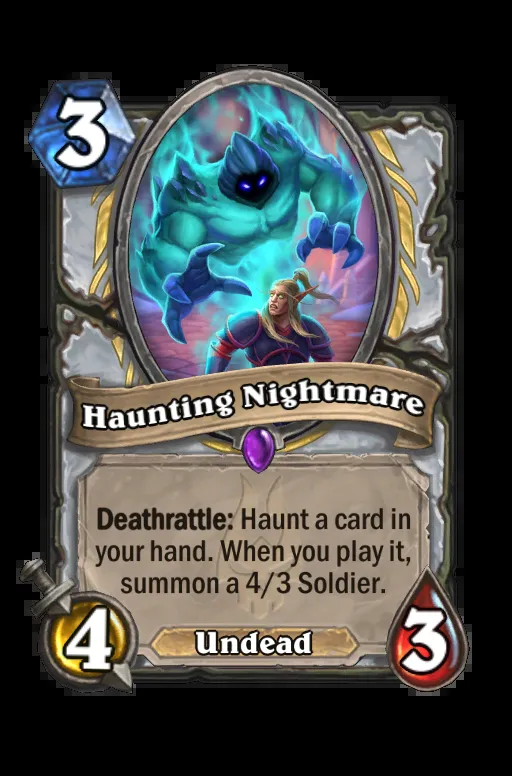 3
Haunting Nightmare
Deathrattle: Haunt a card in
your hand. When you play it,
summon a 4/3 Soldier.
4
Undead
3